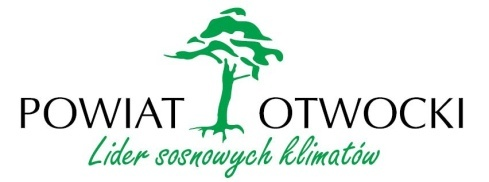 POWIAT OTWOCKI
Lider sosnowych klimatów